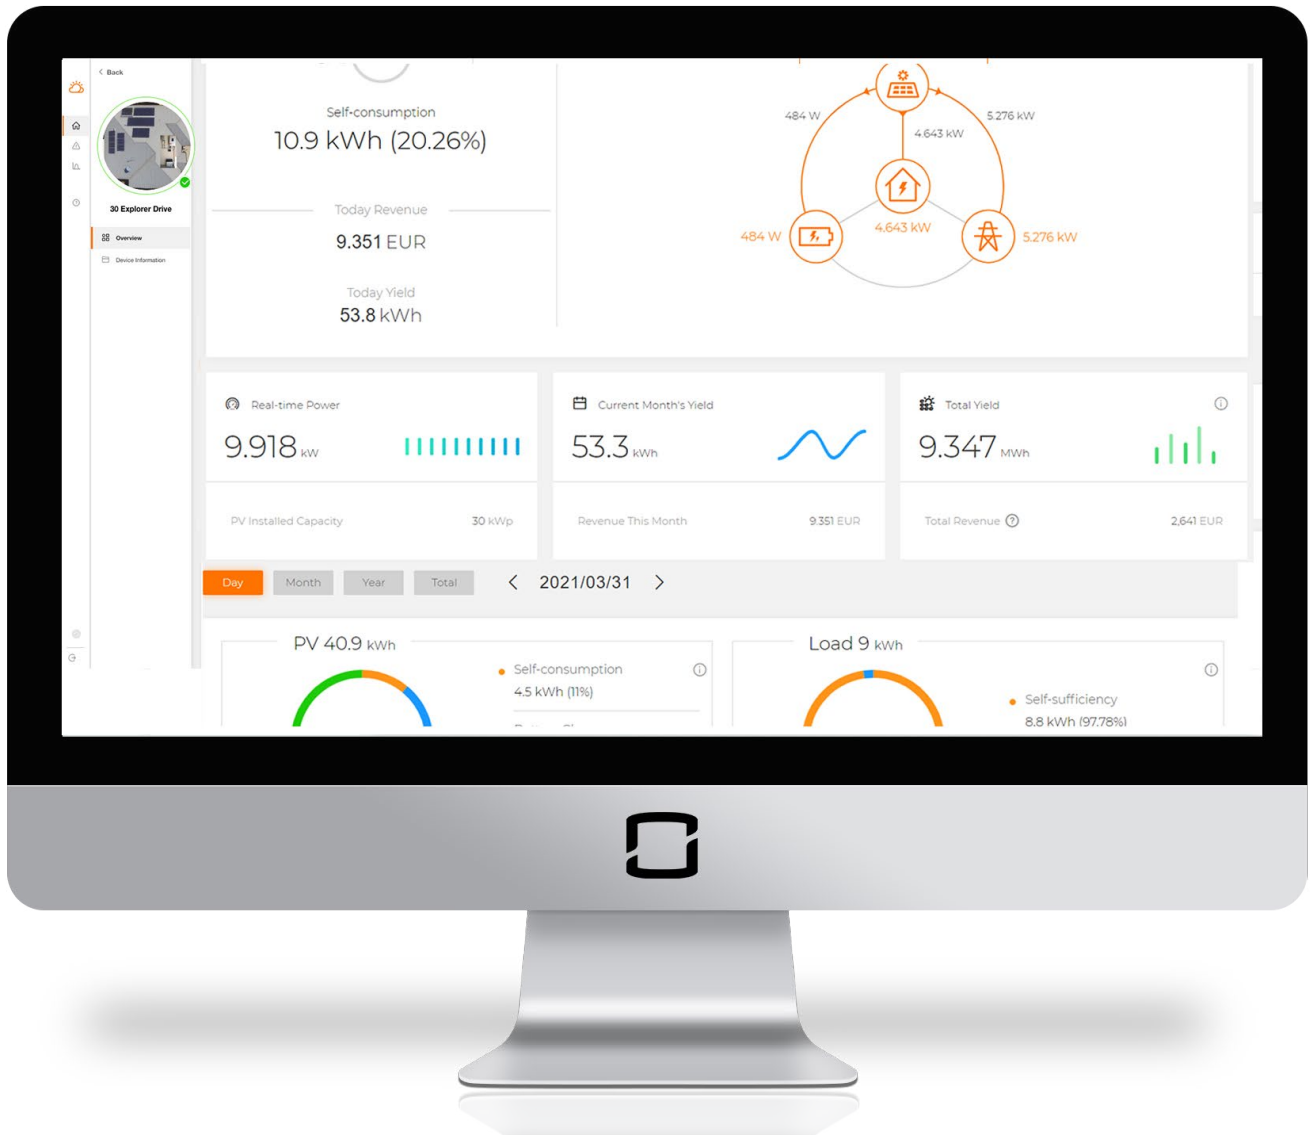 Back
30 Explorer Drive
Overview
Device Information
Self-consumption
10.9 kWh (20.26%)
Today Revenue
9.351 EUR
Today Yield
53.8 kWh
484 W
5.276 kW
4.643 kW
484 W
4.643 kW
5.276 kW
Real-time Power
9.918 kW
PV Installed Capacity 30 kWp
Current Month's Yield
53.3 kWh
Revenue This Month 9.351 EUR
Total Yield
9.347 MWh
Total Revenue 2,641 EUR
Day Month Year Total 2021/03/31
PV 40.9 kWh
Self-consumption
4.5 kWh (11%)
Load 9 kWh
Self-sufficiency
8.8 kWh (97.78%)